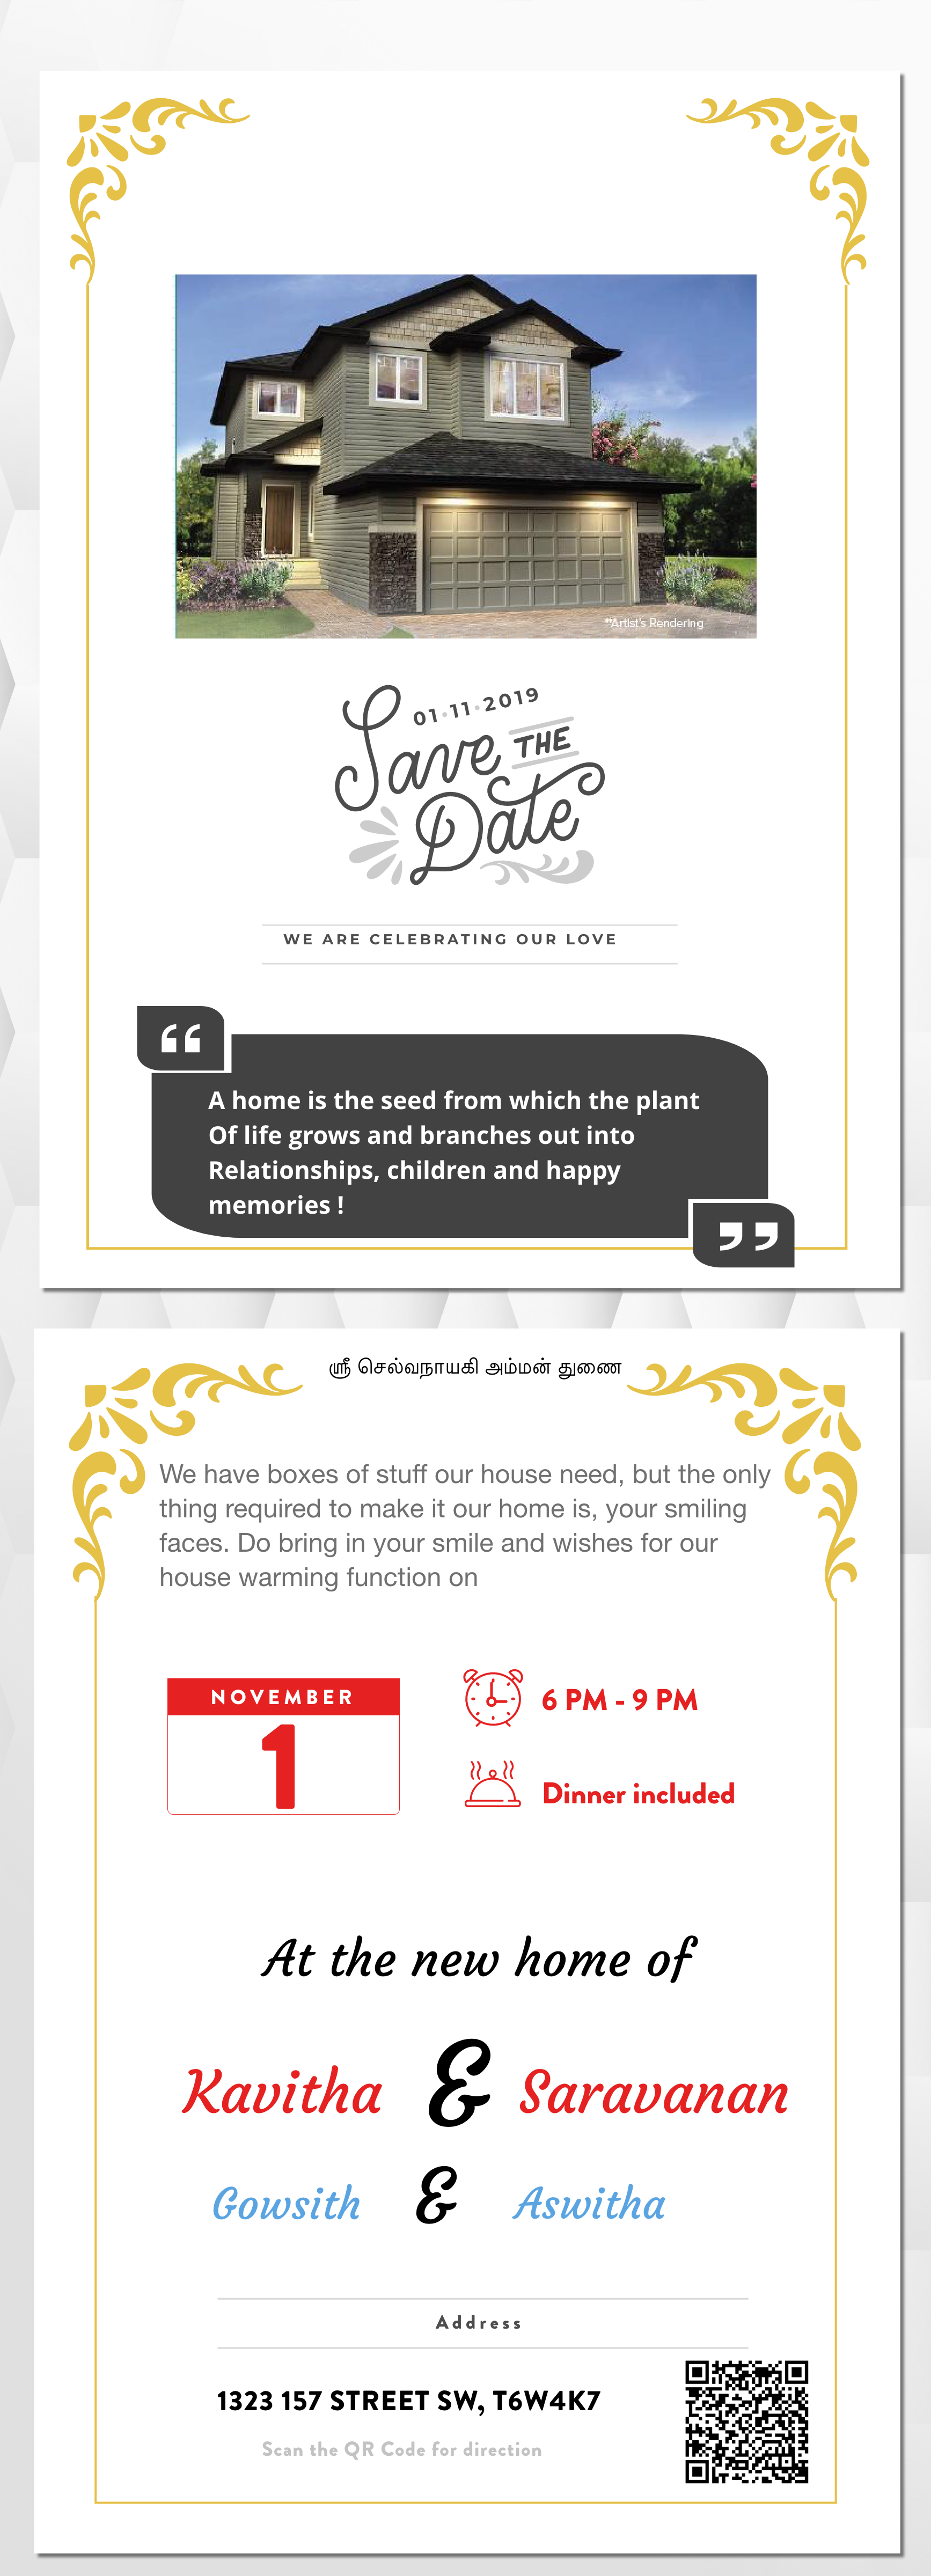 **Artist's Rendering
01·11·2019
Save THE
Date
WE ARE CELEBRATING OUR LOVE
“
A home is the seed from which the plant
Of life grows and branches out into
Relationships, children and happy
memories !
”
ஸ்ரீ செல்வநாயகி அம்மன் துணை
We have boxes of stuff our house need, but the only
thing required to make it our home is, your smiling
faces. Do bring in your smile and wishes for our
house warming function on
NOVEMBER
1
6 PM - 9 PM
Dinner included
At the new home of
Kavitha & Saravanan
Gowsith & Aswitha
Address
1323 157 STREET SW, T6W4K7
Scan the QR Code for direction